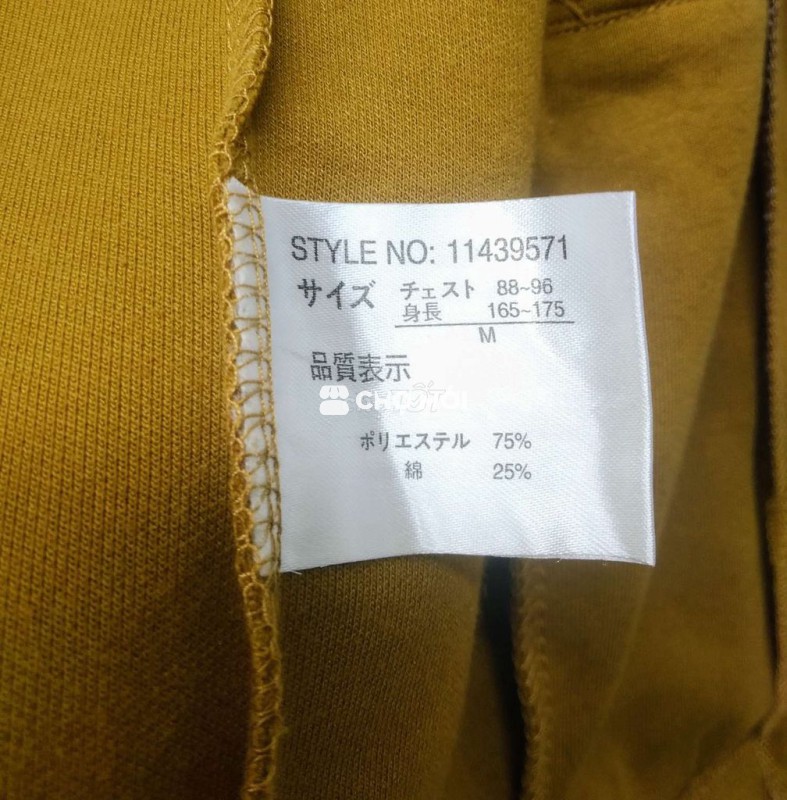 STYLE NO: 11439571
サイズ チェスト 88~96
身長 165~175
M
品質表示
CHOTOT
ポリエステル 75%
綿 25%